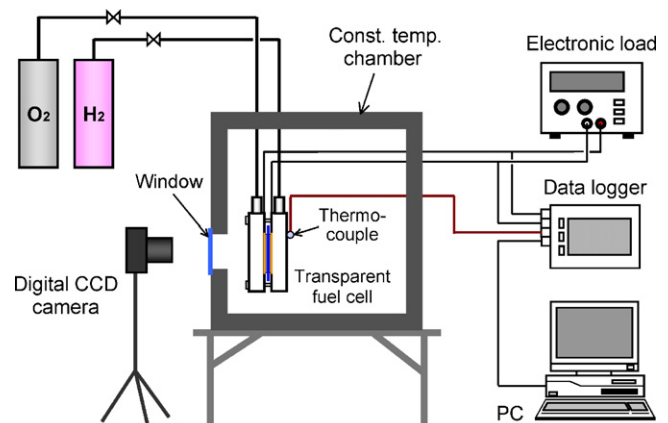 Const. temp.
chamber
Electronic load
O2
H2
Window
Thermo-
couple
Data logger
Digital CCD
camera
Transparent
fuel cell
PC